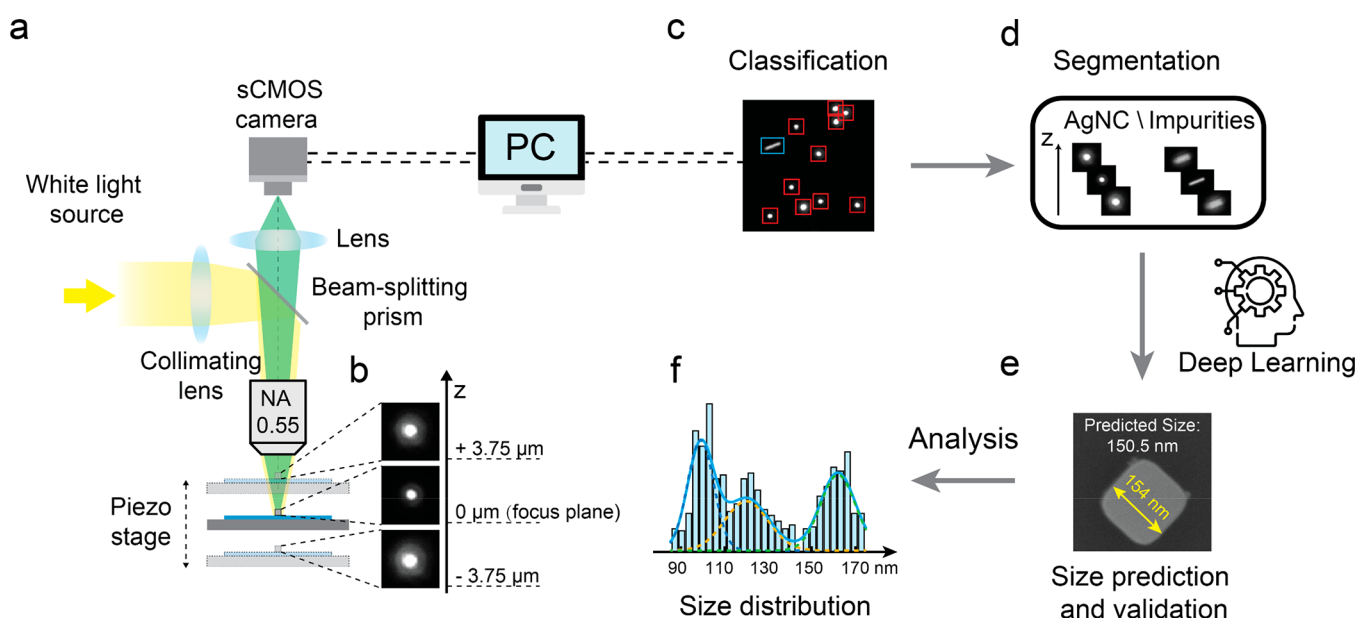 a
sCMOS
camera
White light
source
PC
Lens
Beam-splitting
prism
Collimating
lens
NA
0.55
Piezo
stage
b
z
+ 3.75 μm
0 μm (focus plane)
- 3.75 μm
c
Classification
d
Segmentation
AgNC \ Impurities
z
Deep Learning
e
Predicted Size:
150.5 nm
154 nm
Size prediction
and validation
Analysis
f
90 110 130 150 170 nm
Size distribution